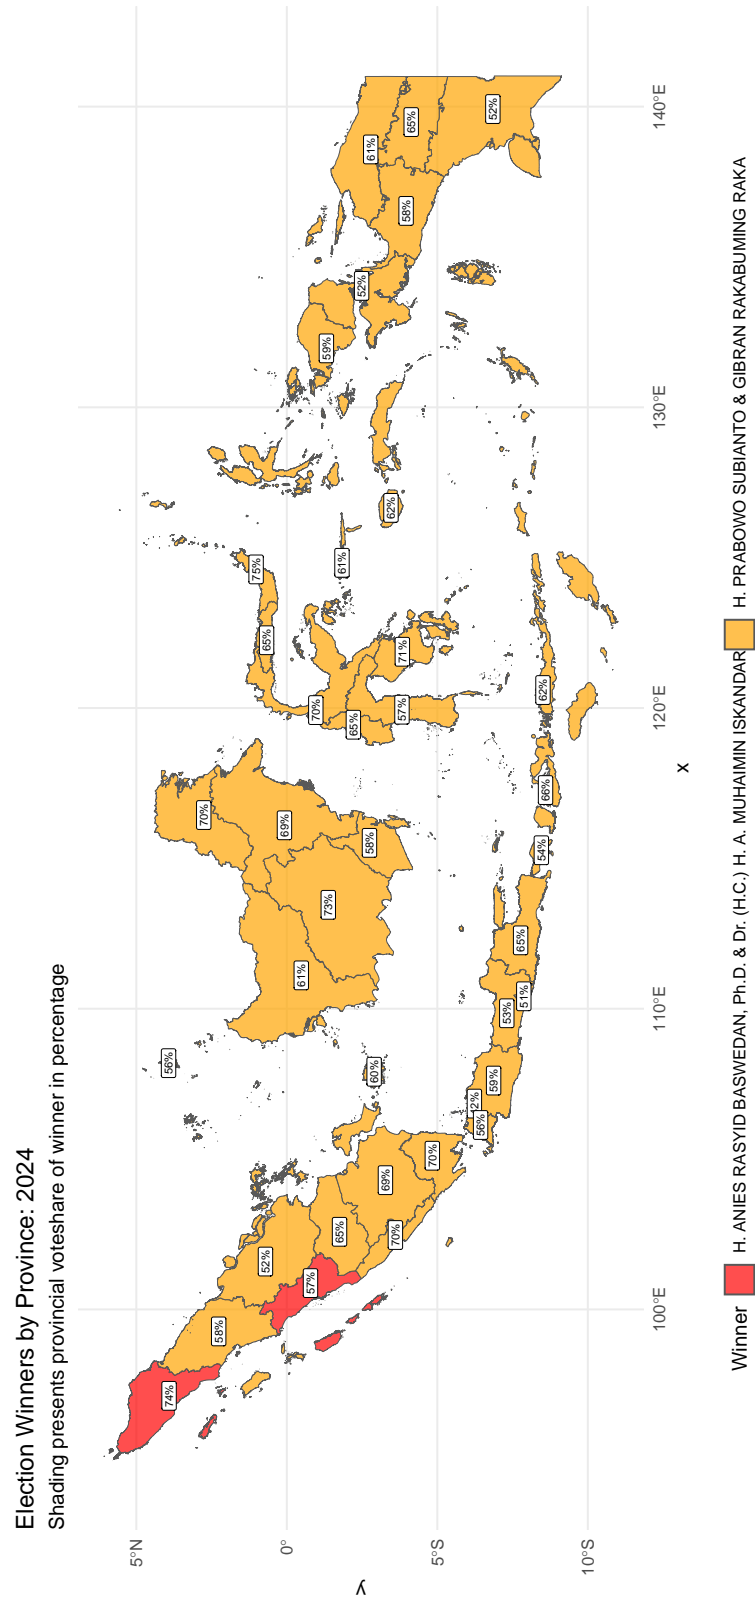 Election Winners by Province: 2024
Shading presents provincial voteshare of winner in percentage
74%
58%
57%
52%
65%
70%
69%
70%
56%
60%
2%
56%
59%
53%
51%
65%
54%
66%
62%
61%
73%
58%
69%
70%
70%
65%
57%
71%
65%
75%
61%
62%
59%
52%
58%
61%
65%
52%
5°N
0°
5°S
10°S
y
100°E
110°E
120°E
130°E
140°E
x
Winner
H. ANIES RASYID BASWEDAN, Ph.D. & Dr. (H.C.) H. A. MUHAIMIN ISKANDAR
H. PRABOWO SUBIANTO & GIBRAN RAKABUMING RAKA